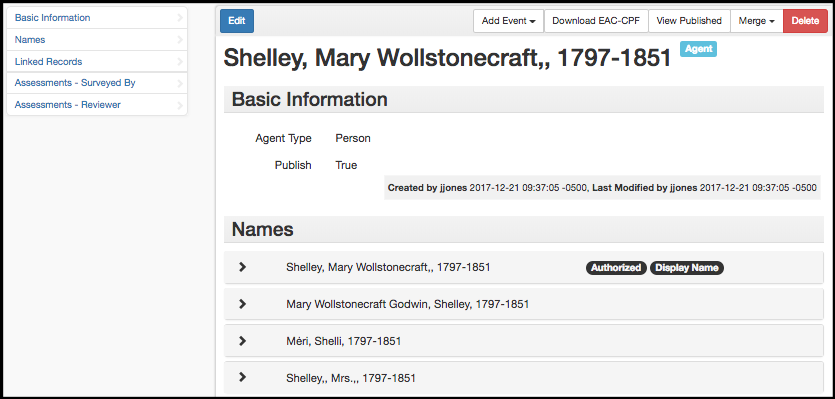 Basic Information
Names
Linked Records
Assessments - Surveyed By
Assessments - Reviewer
Edit
Add Event
Download EAC-CPF
View Published
Merge
Delete
Shelley, Mary Wollstonecraft,, 1797-1851 Agent
Basic Information
Agent Type Person
Publish True
Created by jjones 2017-12-21 09:37:05 -0500, Last Modified by jjones 2017-12-21 09:37:05 -0500
Names
Shelley, Mary Wollstonecraft,, 1797-1851 Authorized Display Name
Mary Wollstonecraft Godwin, Shelley, 1797-1851
Méri, Shelli, 1797-1851
Shelley,, Mrs.,, 1797-1851